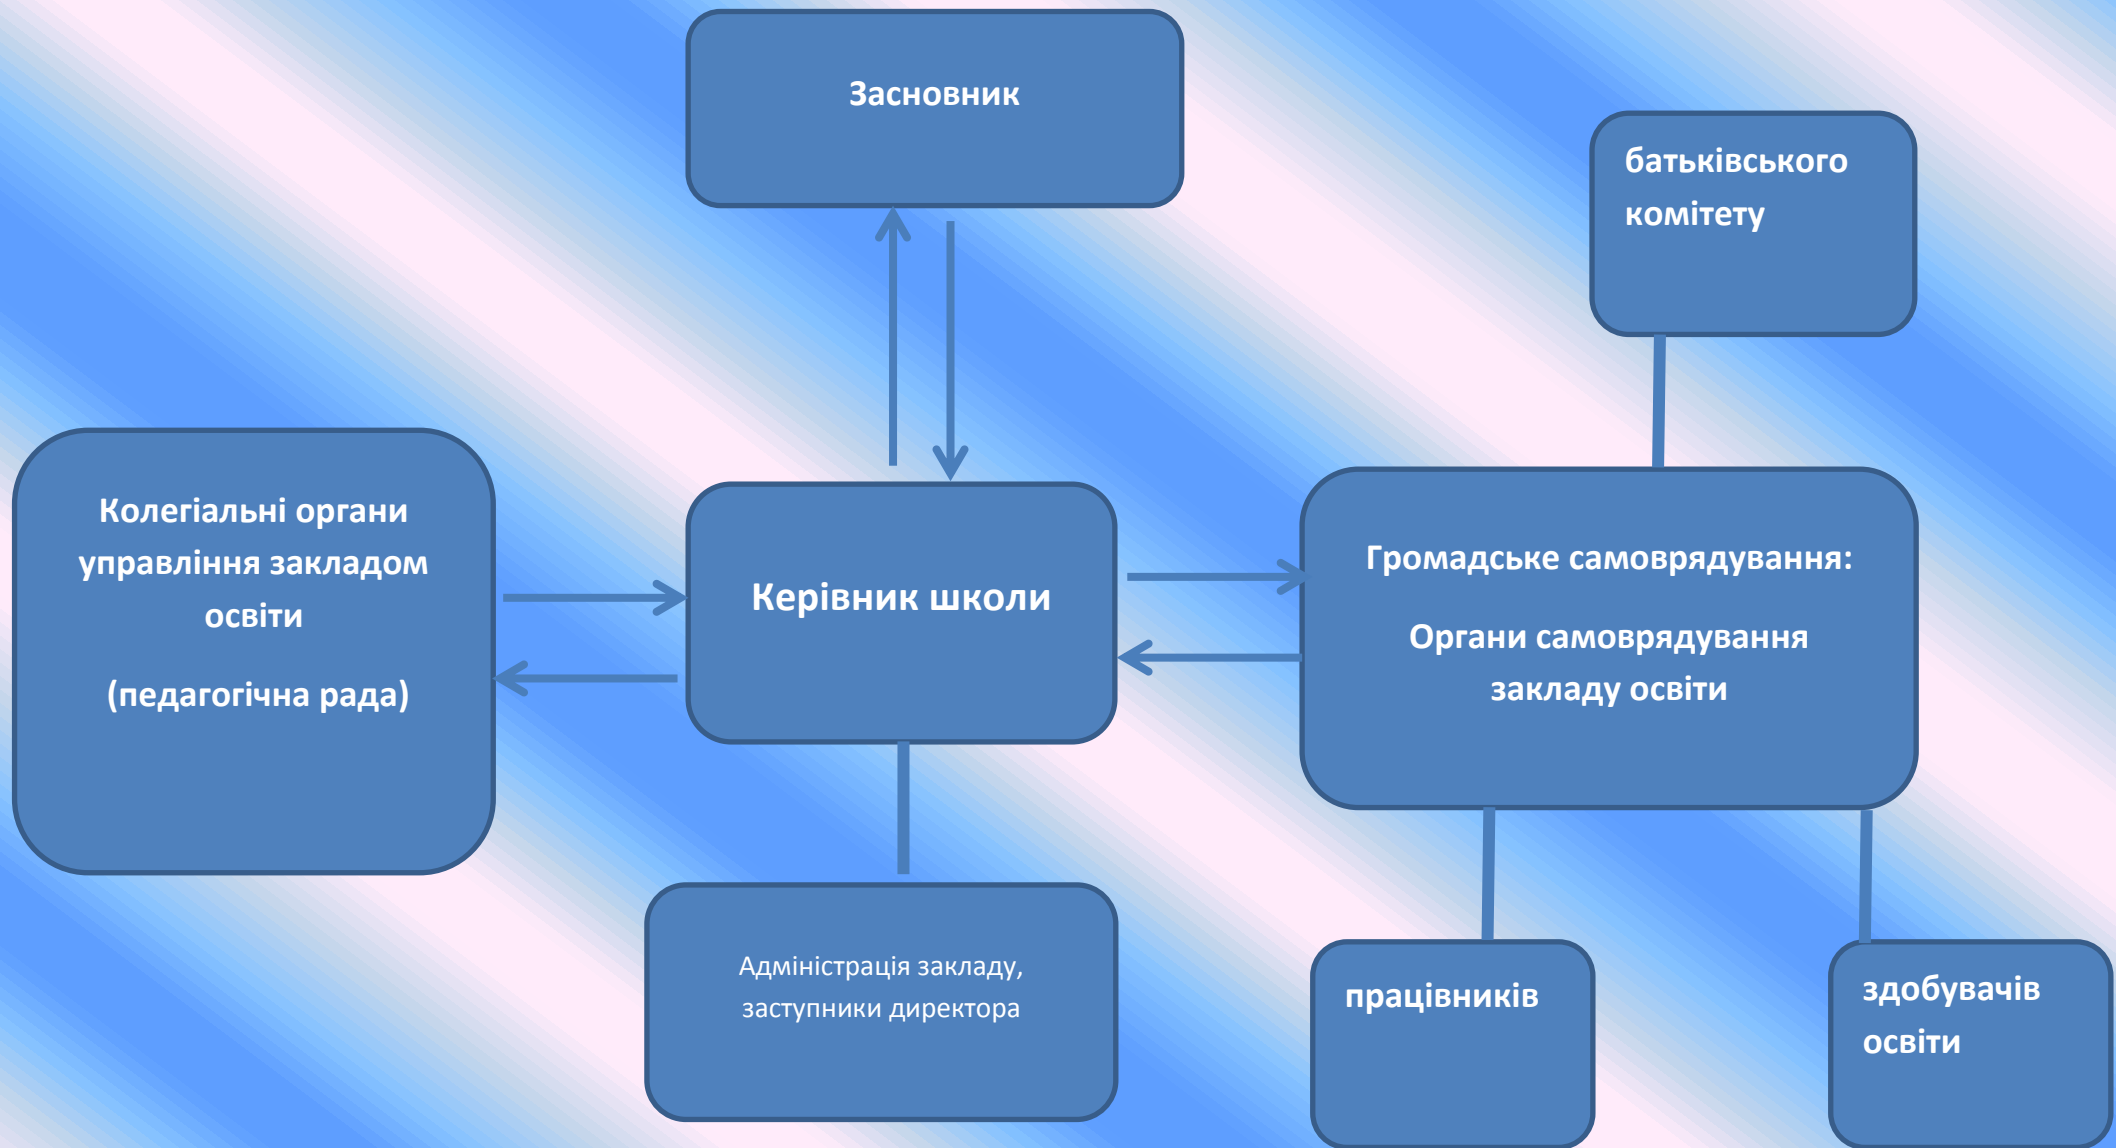 Засновник
батьківського
комітету
Колегіальні органи
управління закладом
освіти
(педагогічна рада)
Керівник школи
Громадське самоврядування:
Органи самоврядування
закладу освіти
Адміністрація закладу,
заступники директора
працівників
здобувачів
освіти